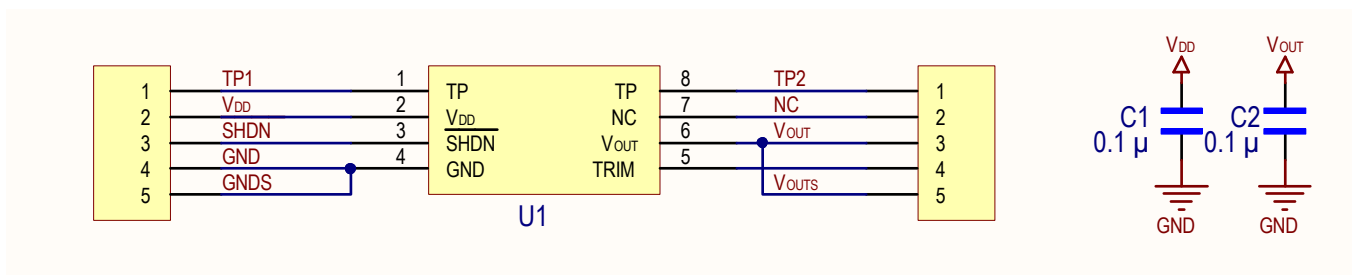 VDD VOUT
1 TP1 1 TP TP 8 TP2 1
2 VDD 2 VDD NC 7 NC 2
3 SHDN 3 SHDN VOUT 6 VOUT 3
4 GND 4 GND TRIM 5 4
5 GNDS VOUTS 5
U1
C1 C2
0.1 µ 0.1 µ
GND GND